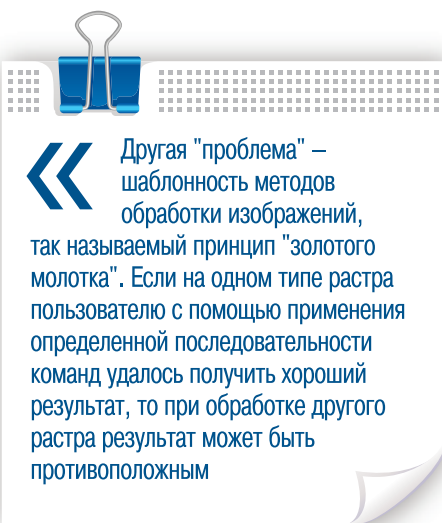 « Другая "проблема" –
шаблонность методов
обработки изображений,
так называемый принцип "золотого
молотка". Если на одном типе растра
пользователю с помощью применения
определенной последовательности
команд удалось получить хороший
результат, то при обработке другого
растра результат может быть
противоположным